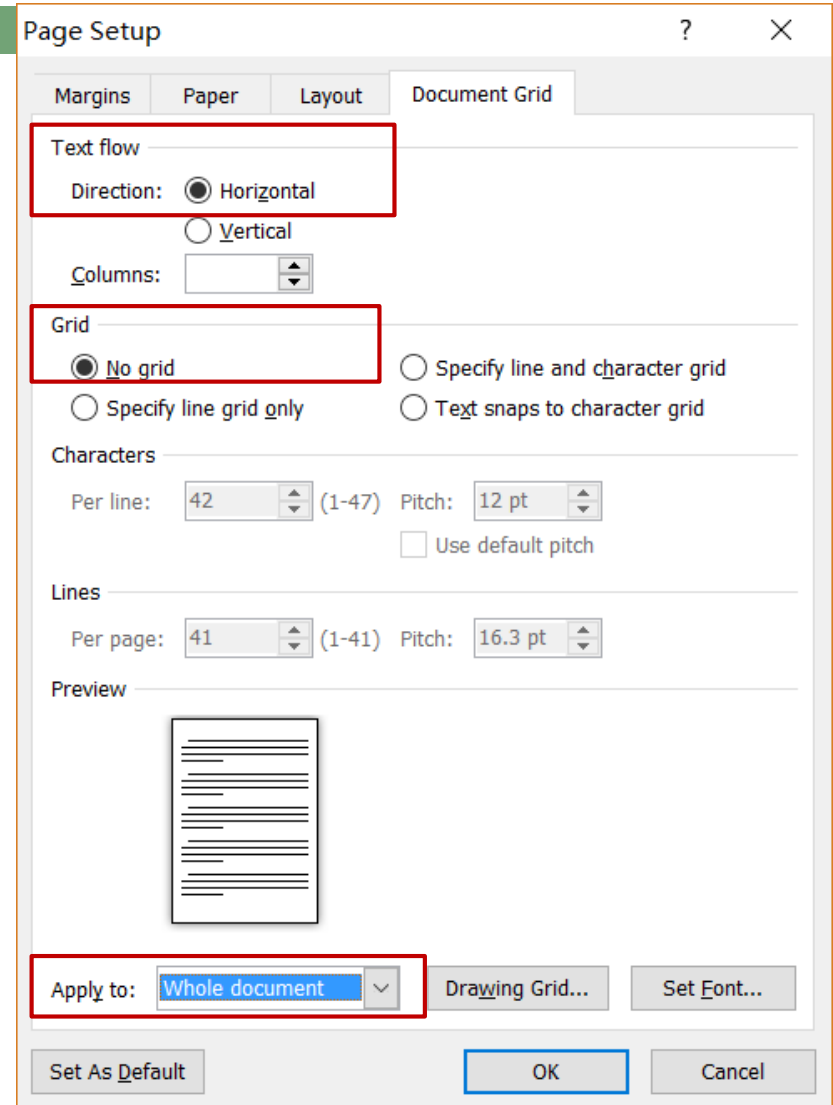 Page Setup ?
Margins Paper Layout Document Grid
Text flow
Direction: Horizontal
Vertical
Columns:
Grid
No grid Specify line and character grid
Specify line grid only Text snaps to character grid
Characters
Per line: 42 (1-47) Pitch: 12 pt
Use default pitch
Lines
Per page: 41 (1-41) Pitch: 16.3 pt
Preview
Apply to: Whole document Drawing Grid... Set Font...
Set As Default OK Cancel